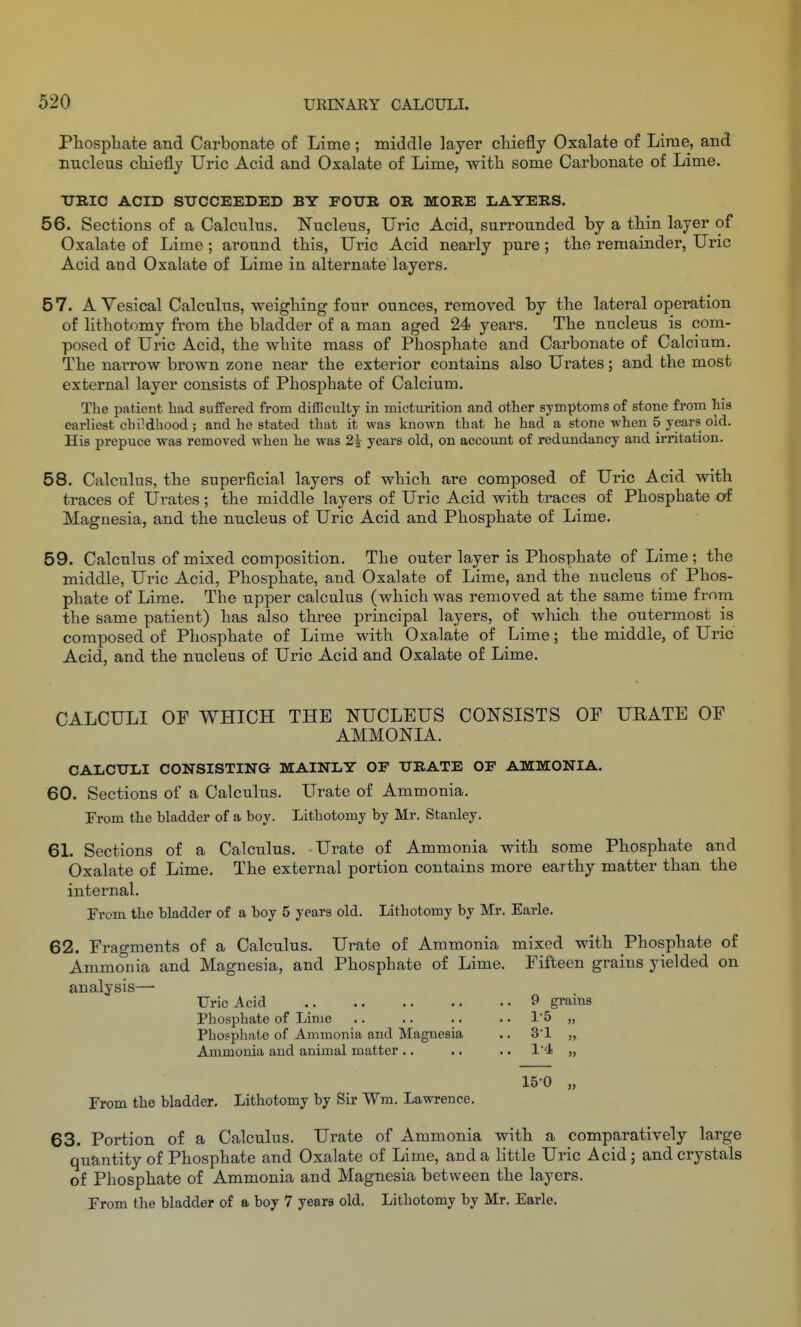 520 URINARY CALCULI.
Phosphate and Carbonate of Lime; middle layer chiefly Oxalate of Lime, and
nucleus chiefly Uric Acid and Oxalate of Lime, with some Carbonate of Lime.
URIC ACID SUCCEEDED BY FOUR OR MORE LAYERS.
56. Sections of a Calculus. Nucleus, Uric Acid, surrounded by a thin layer of
Oxalate of Lime; around this, Uric Acid nearly pure; the remainder, Uric
Acid and Oxalate of Lime in alternate layers.
57. A Vesical Calculus, weighing four ounces, removed by the lateral operation
of lithotomy from the bladder of a man aged 24 years. The nucleus is com-
posed of Uric Acid, the white mass of Phosphate and Carbonate of Calcium.
The narrow brown zone near the exterior contains also Urates; and the most
external layer consists of Phosphate of Calcium.
The patient had suffered from difficulty in micturition and other symptoms of stone from his
earliest childhood; and he stated that it was known that he had a stone when 5 years old.
His prepuce was removed when he was 2½ years old, on account of redundancy and irritation.
58. Calculus, the superficial layers of which are composed of Uric Acid with
traces of Urates; the middle layers of Uric Acid with traces of Phosphate of
Magnesia, and the nucleus of Uric Acid and Phosphate of Lime.
59. Calculus of mixed composition. The outer layer is Phosphate of Lime; the
middle, Uric Acid, Phosphate, and Oxalate of Lime, and the nucleus of Phos-
phate of Lime. The upper calculus (which was removed at the same time from
the same patient) has also three principal layers, of which the outermost is
composed of Phosphate of Lime with Oxalate of Lime; the middle, of Uric
Acid, and the nucleus of Uric Acid and Oxalate of Lime.
CALCULI OF WHICH THE NUCLEUS CONSISTS OF URATE OF
AMMONIA.
CALCULI CONSISTING MAINLY OF URATE OF AMMONIA.
60. Sections of a Calculus. Urate of Ammonia.
From the bladder of a boy. Lithotomy by Mr. Stanley.
61. Sections of a Calculus. Urate of Ammonia with some Phosphate and
Oxalate of Lime. The external portion contains more earthy matter than the
internal.
From the bladder of a boy 5 years old. Lithotomy by Mr. Earle.
62. Fragments of a Calculus. Urate of Ammonia mixed with Phosphate of
Ammonia and Magnesia, and Phosphate of Lime. Fifteen grains yielded on
analysis—
Uric Acid .. .. .. .. .. 9 grains
Phosphate of Lime .. .. .. .. 1·5 „
Phosphate of Ammonia and Magnesia .. 3·1 „
Ammonia and animal matter .. .. .. 1·4 „
15·0 „
From the bladder. Lithotomy by Sir Wm. Lawrence.
63. Portion of a Calculus. Urate of Ammonia with a comparatively large
quantity of Phosphate and Oxalate of Lime, and a little Uric Acid; and crystals
of Phosphate of Ammonia and Magnesia between the layers.
From the bladder of a boy 7 years old. Lithotomy by Mr. Earle.